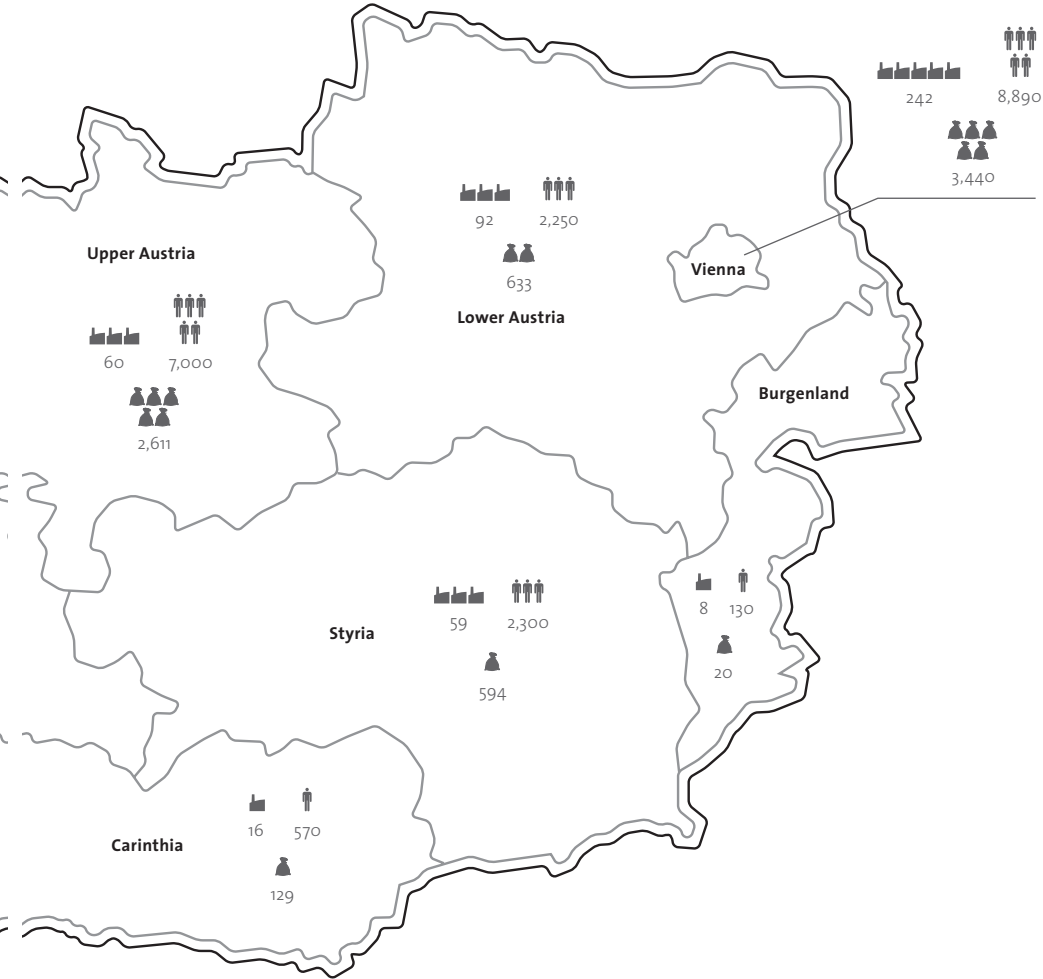 242 8,890
3,440
92 2,250
633
Lower Austria
Vienna
Upper Austria
60 7,000
2,611
Burgenland
8 130
20
Styria
59 2,300
594
Carinthia
16 570
129